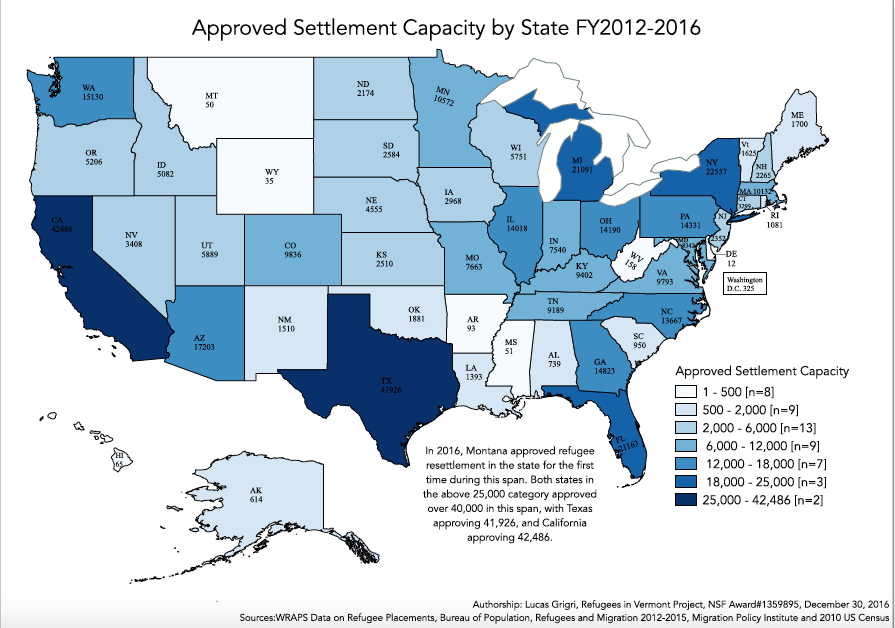 Approved Settlement Capacity by State FY2012-2016
WA
15130
MT
50
ND
2174
MN
10572
ME
1700
OR
5206
ID
5082
WY
35
SD
2584
WI
5751
MI
21091
NY
22557
Vt
1625
NH
2265
MA 10132
CT
RI
1081
CA
42486
NV
3408
UT
5889
CO
9836
NE
4555
IA
2968
IL
14018
IN
7540
OH
14190
PA
14331
NJ
2352
MD
DE
12
Washington
D.C. 325
KS
2510
MO
7663
KY
9402
WV
158
VA
9793
AZ
17203
NM
1510
OK
1881
AR
93
TN
9189
NC
13667
SC
950
TX
41926
LA
1393
MS
51
AL
739
GA
14823
FL
21163
HI
65
AK
614
Approved Settlement Capacity
1 - 500 [n=8]
500 - 2,000 [n=9]
2,000 - 6,000 [n=13]
6,000 - 12,000 [n=9]
12,000 - 18,000 [n=7]
18,000 - 25,000 [n=3]
25,000 - 42,486 [n=2]
In 2016, Montana approved refugee
resettlement in the state for the first
time during this span. Both states in
the above 25,000 category approved
over 40,000 in this span, with Texas
approving 41,926, and California
approving 42,486.
Authorship: Lucas Grigri, Refugees in Vermont Project, NSF Award#1359895, December 30, 2016
Sources:WRAPS Data on Refugee Placements, Bureau of Population, Refugees and Migration 2012-2015, Migration Policy Institute and 2010 US Census